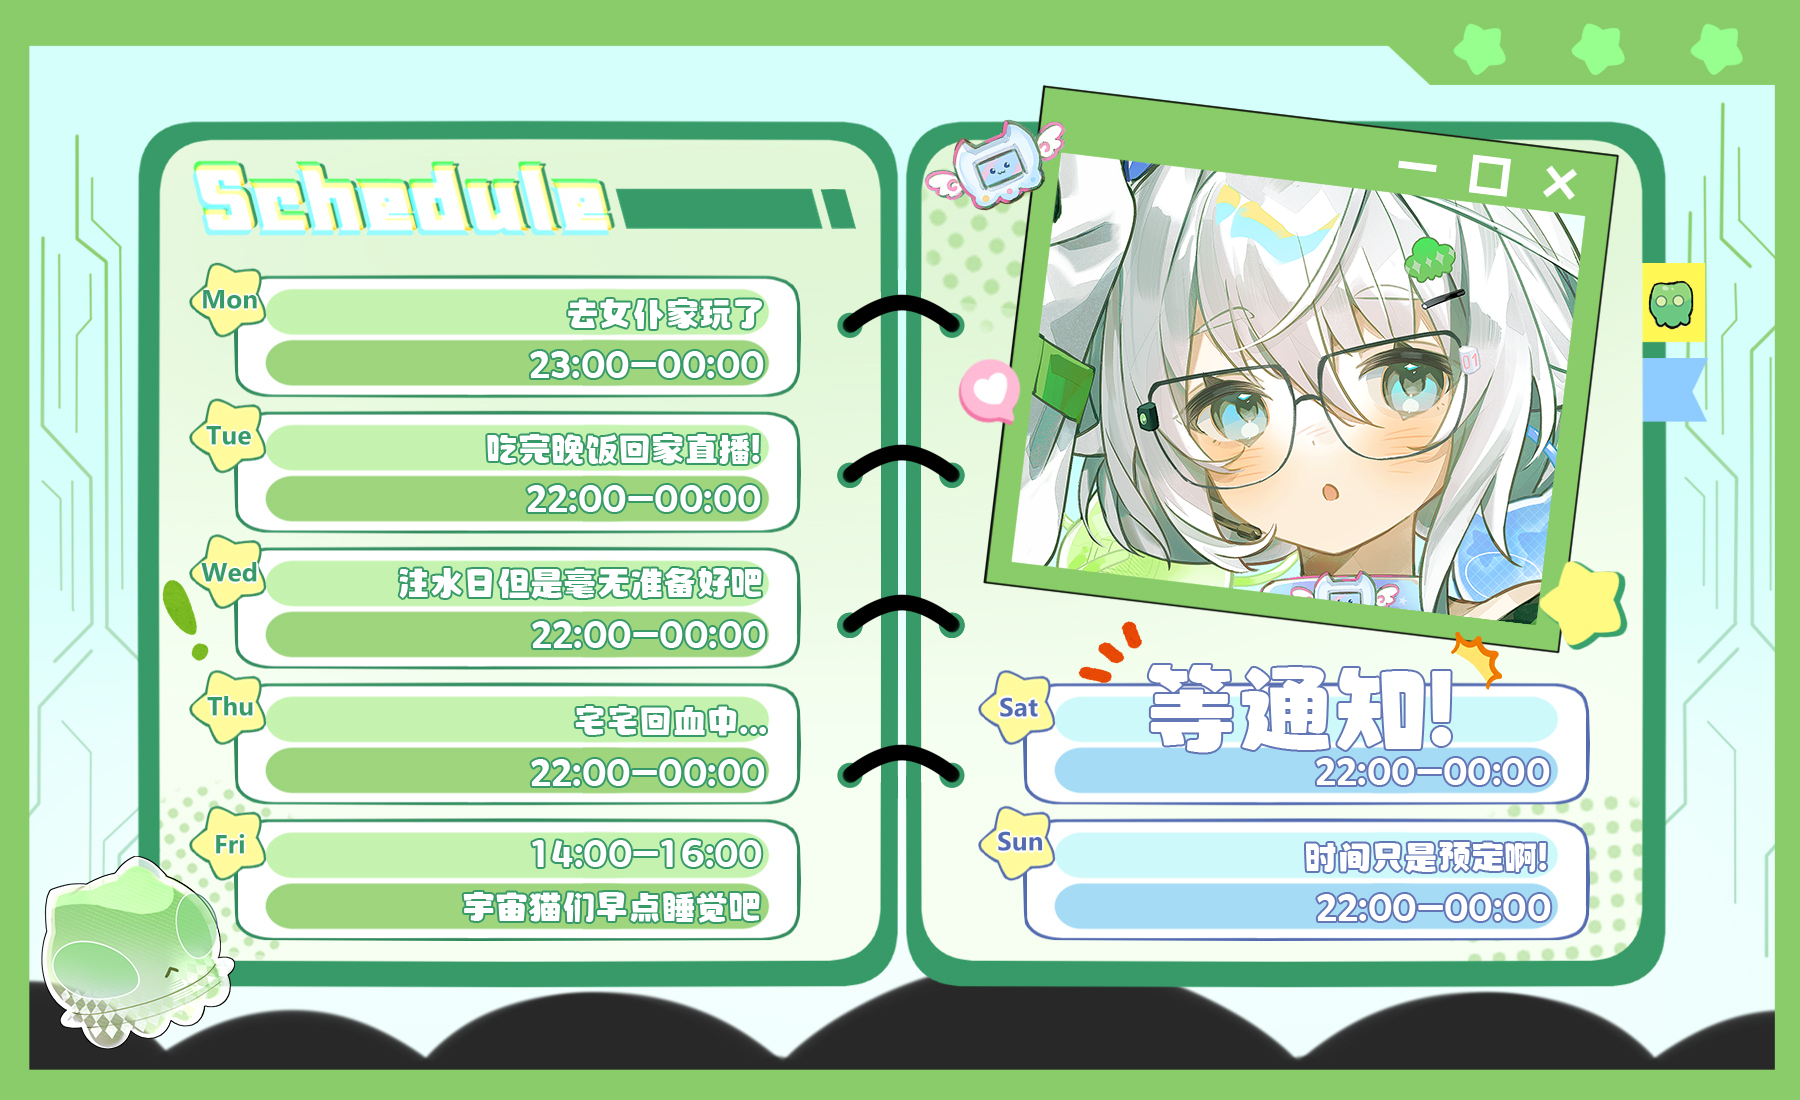 Schedule
Mon
去女仆家玩了
23:00—00:00
Tue
吃完晚饭回家直播!
22:00—00:00
Wed
注水日但是毫无准备好吧
22:00—00:00
Thu
宅宅回血中...
22:00—00:00
Fri
14:00—16:00
宇宙猫们早点睡觉吧
01
Sat
等通知!
22:00—00:00
Sun
时间只是预定啊!
22:00—00:00